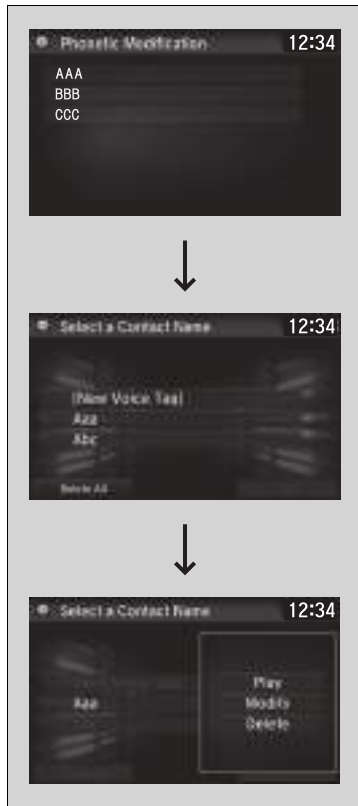 Phonetic Modification 12:34
AAA
BBB
CCC
Select a Contact Name 12:34
[New Voice Tag]
Aaa
Abc
Delete All
Select a Contact Name 12:34
Aaa
Play
Modify
Delete